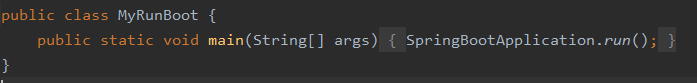 public class MyRunBoot {
    public static void main(String[] args) { SpringBootApplication.run(); }
}